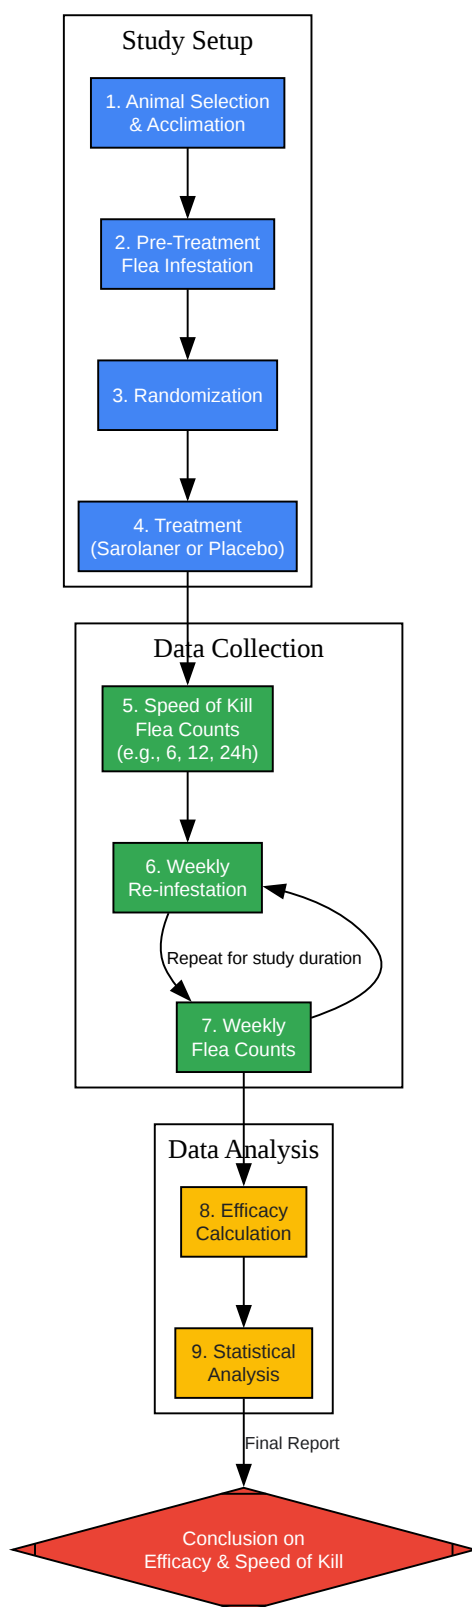 Study Setup
1. Animal Selection
& Acclimation
2. Pre-Treatment
Flea Infestation
3. Randomization
4. Treatment
(Sarolaner or Placebo)
Data Collection
5. Speed of Kill
Flea Counts
(e.g., 6, 12, 24h)
6. Weekly
Re-infestation
Repeat for study duration
7. Weekly
Flea Counts
Data Analysis
8. Efficacy
Calculation
9. Statistical
Analysis
Final Report
Conclusion on
Efficacy & Speed of Kill